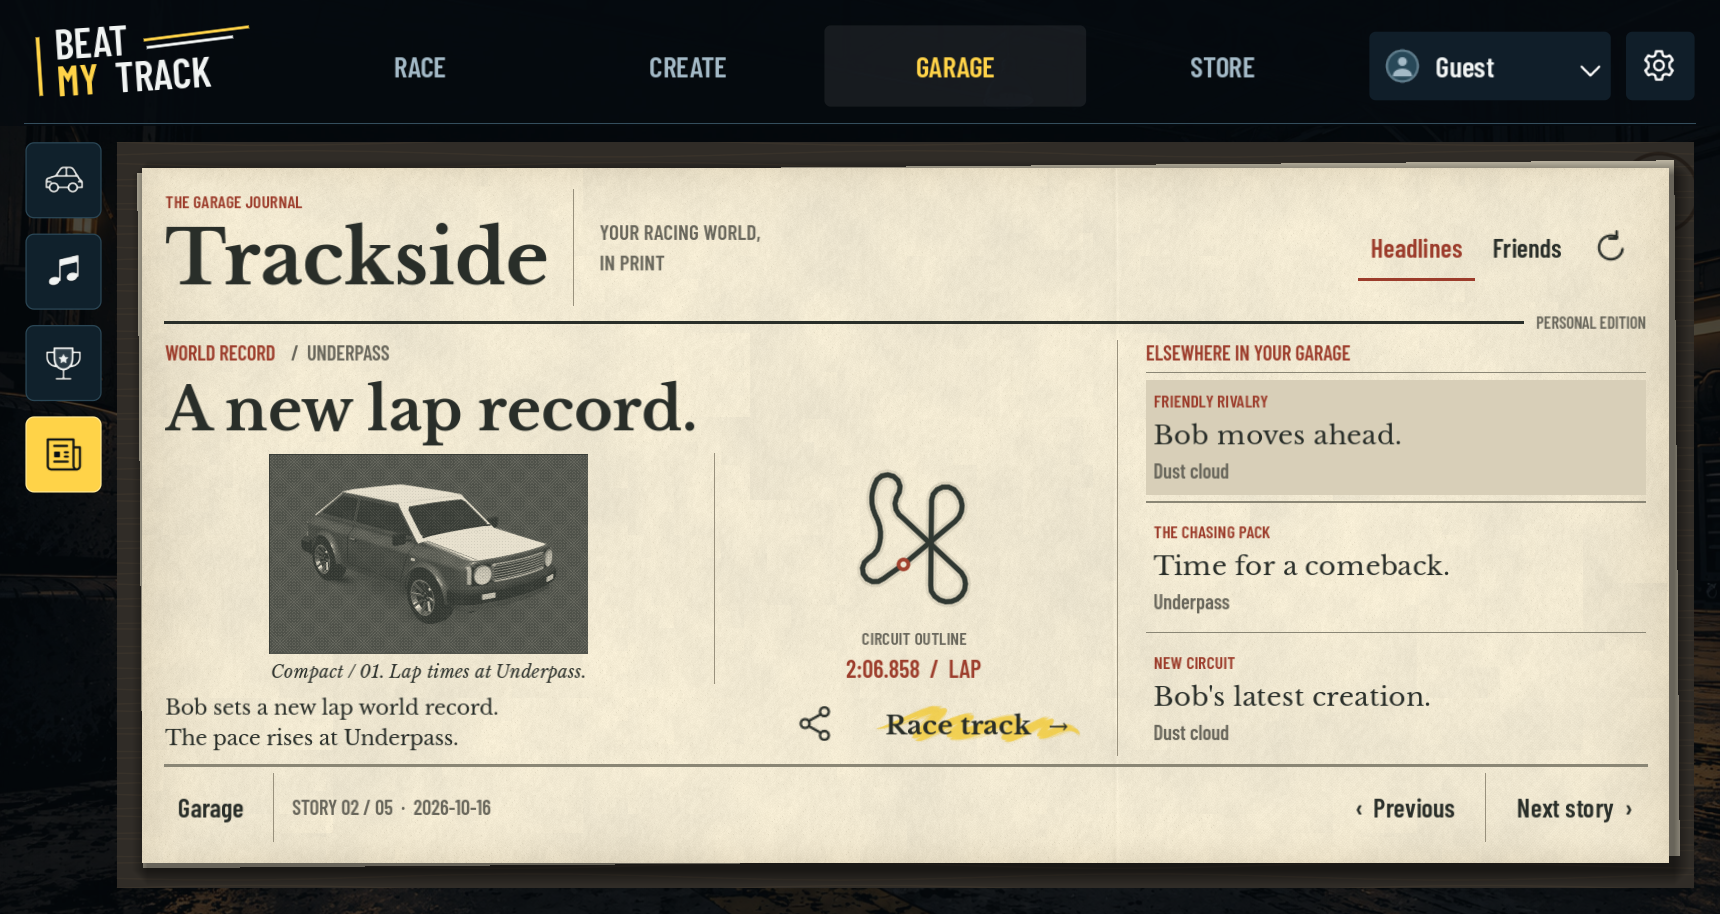 BEAT
MY TRACK
RACE
CREATE
GARAGE
STORE
Guest
THE GARAGE JOURNAL
Trackside
YOUR RACING WORLD,
IN PRINT
Headlines
Friends
PERSONAL EDITION
WORLD RECORD / UNDERPASS
A new lap record.
Compact / 01. Lap times at Underpass.
Bob sets a new lap world record.
The pace rises at Underpass.
CIRCUIT OUTLINE
2:06.858 / LAP
Race track →
ELSEWHERE IN YOUR GARAGE
FRIENDLY RIVALRY
Bob moves ahead.
Dust cloud
THE CHASING PACK
Time for a comeback.
Underpass
NEW CIRCUIT
Bob's latest creation.
Dust cloud
Garage
STORY 02 / 05 · 2026-10-16
‹ Previous
Next story ›